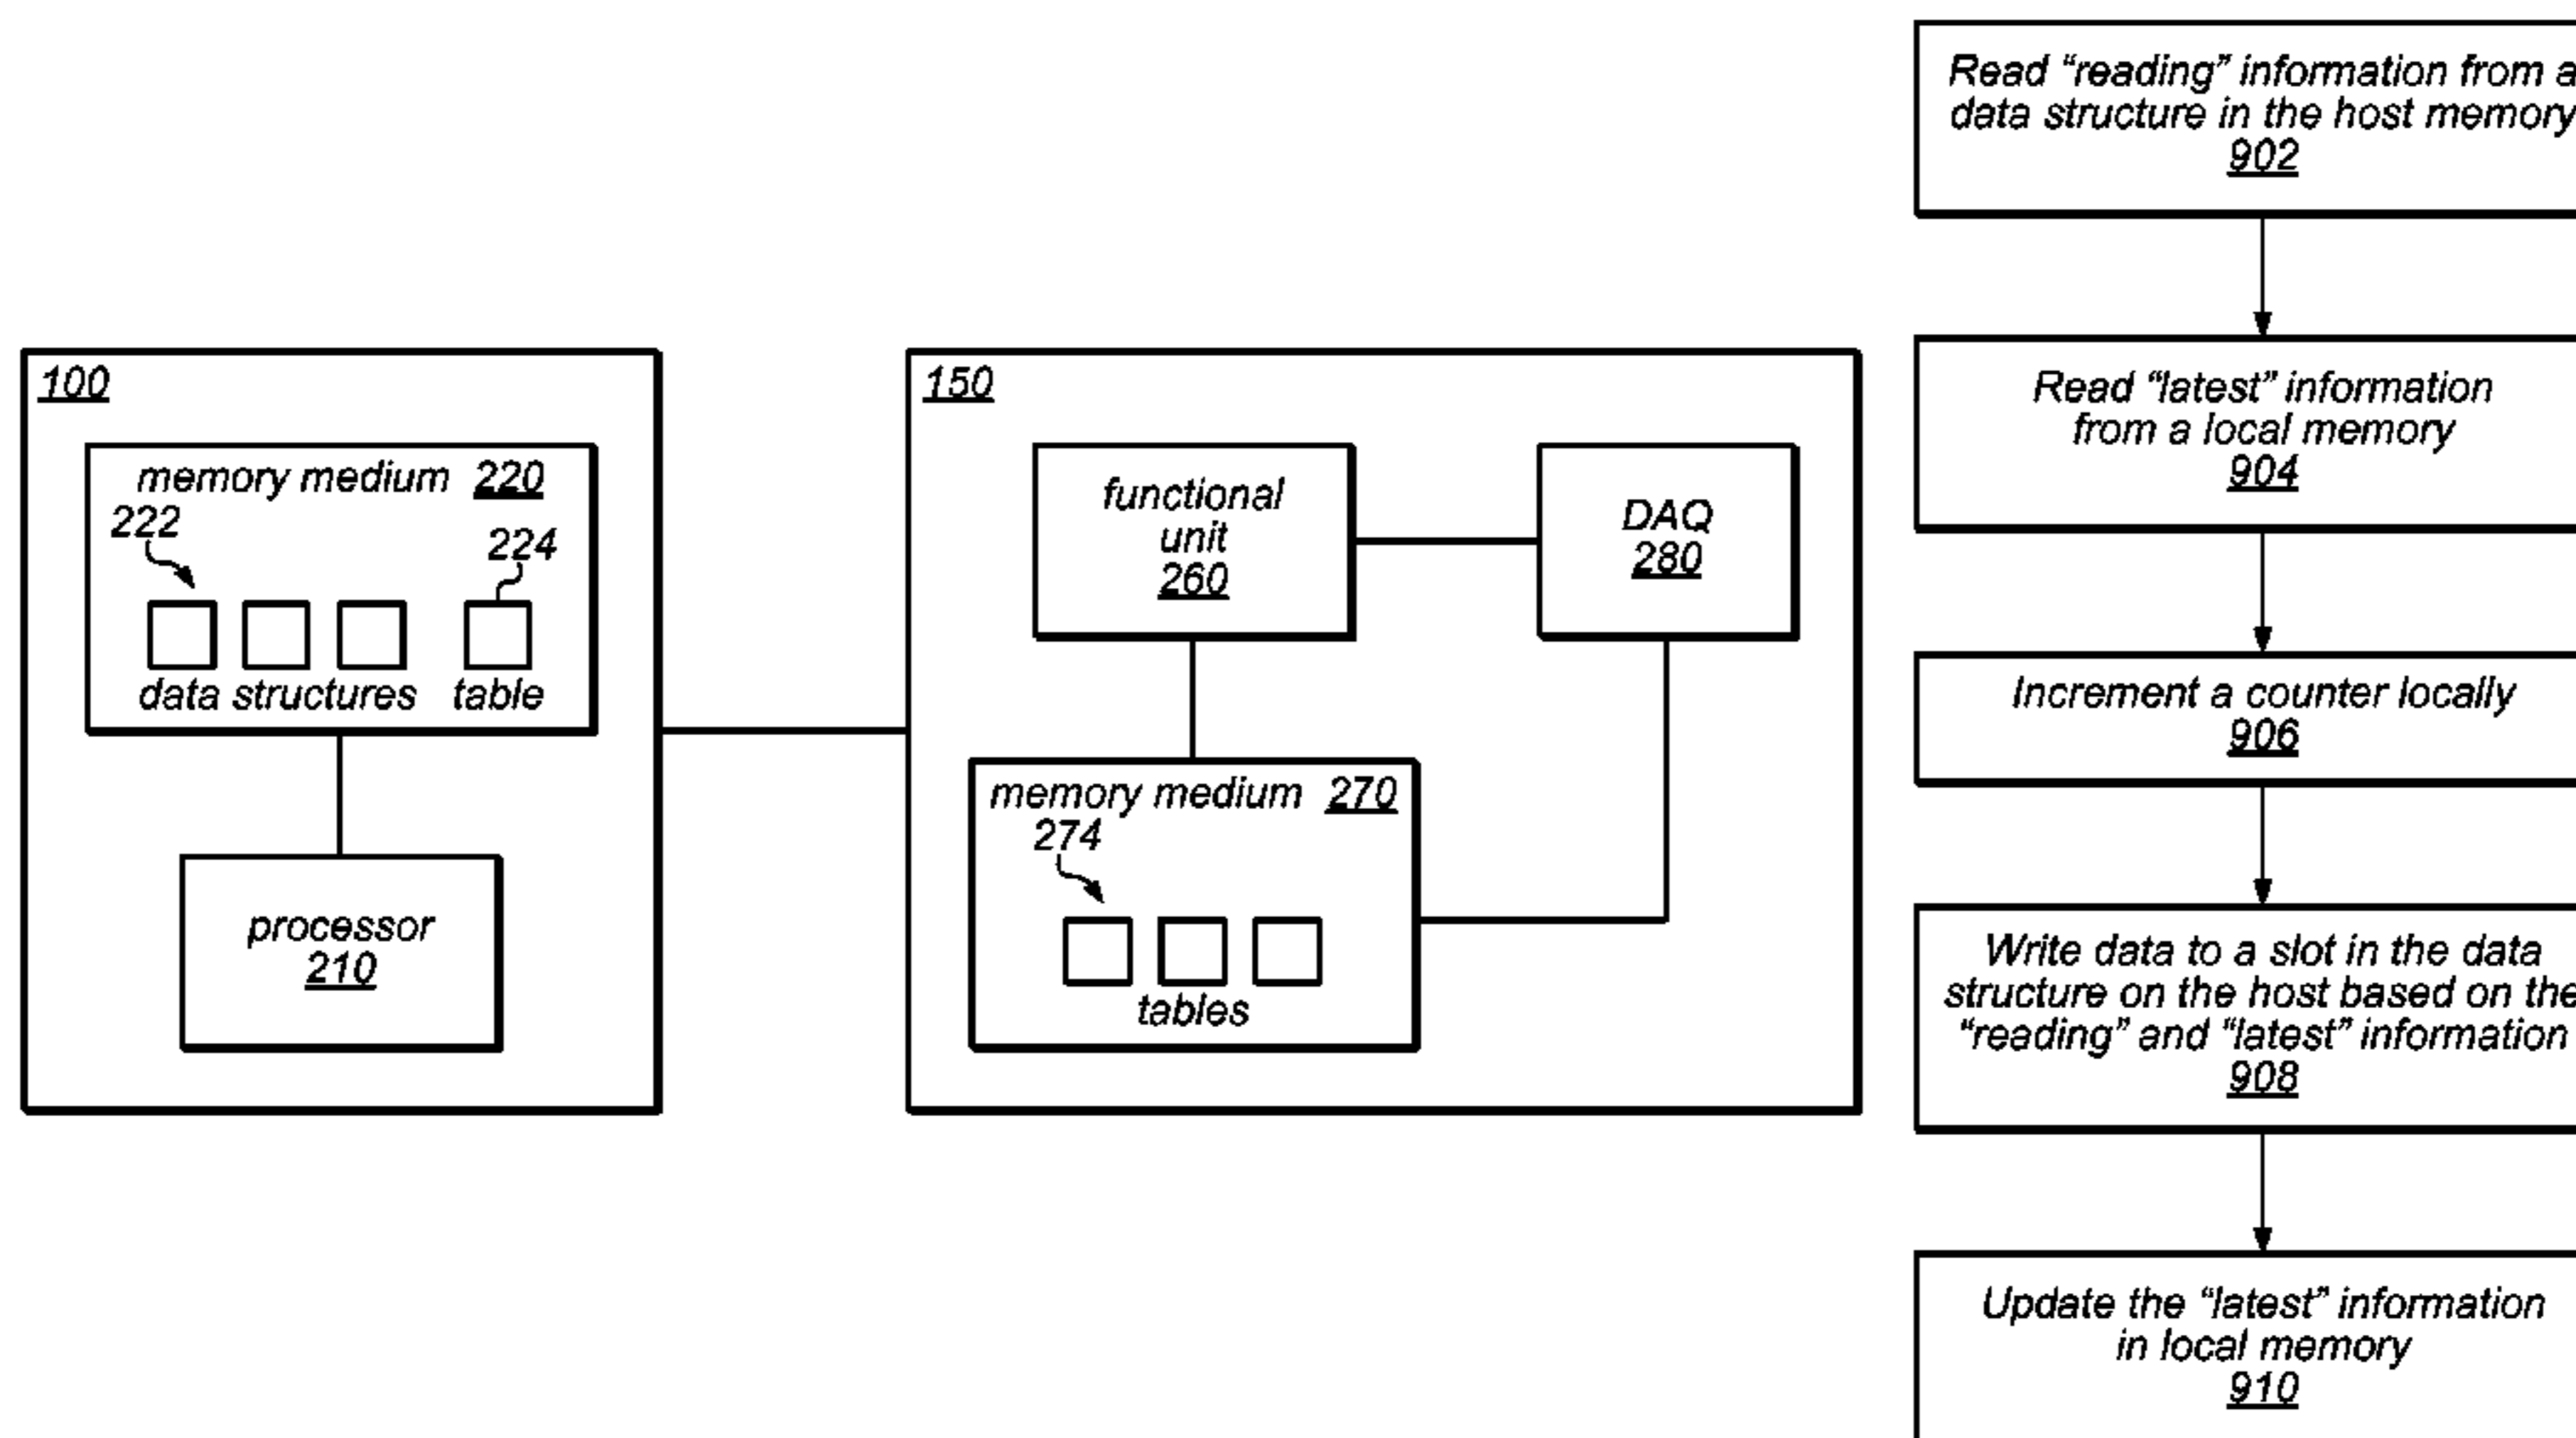 100
memory medium 220
222
224
data structures table
processor
210
150
functional
unit
260
DAQ
280
memory medium 270
274
tables
Read “reading” information from a
data structure in the host memory
902
Read “latest” information
from a local memory
904
Increment a counter locally
906
Write data to a slot in the data
structure on the host based on the
“reading” and “latest” information
908
Update the “latest” information
in local memory
910